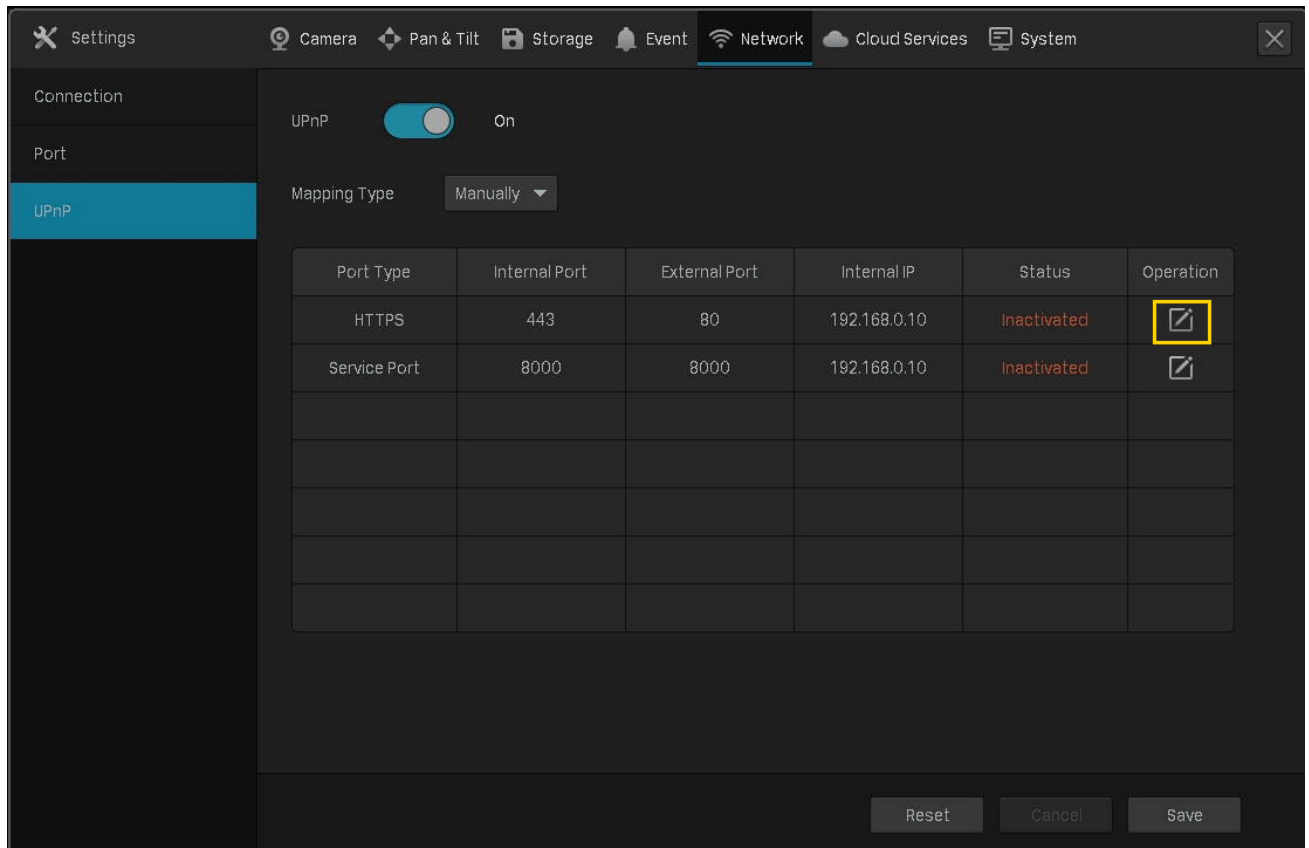 Settings Camera Pan & Tilt Storage Event Network Cloud Services System
Connection
Port
UPnP
UPnP On
Mapping Type Manually
Port Type Internal Port External Port Internal IP Status Operation
HTTPS 443 80 192.168.0.10 Inactivated
Service Port 8000 8000 192.168.0.10 Inactivated
Reset Cancel Save